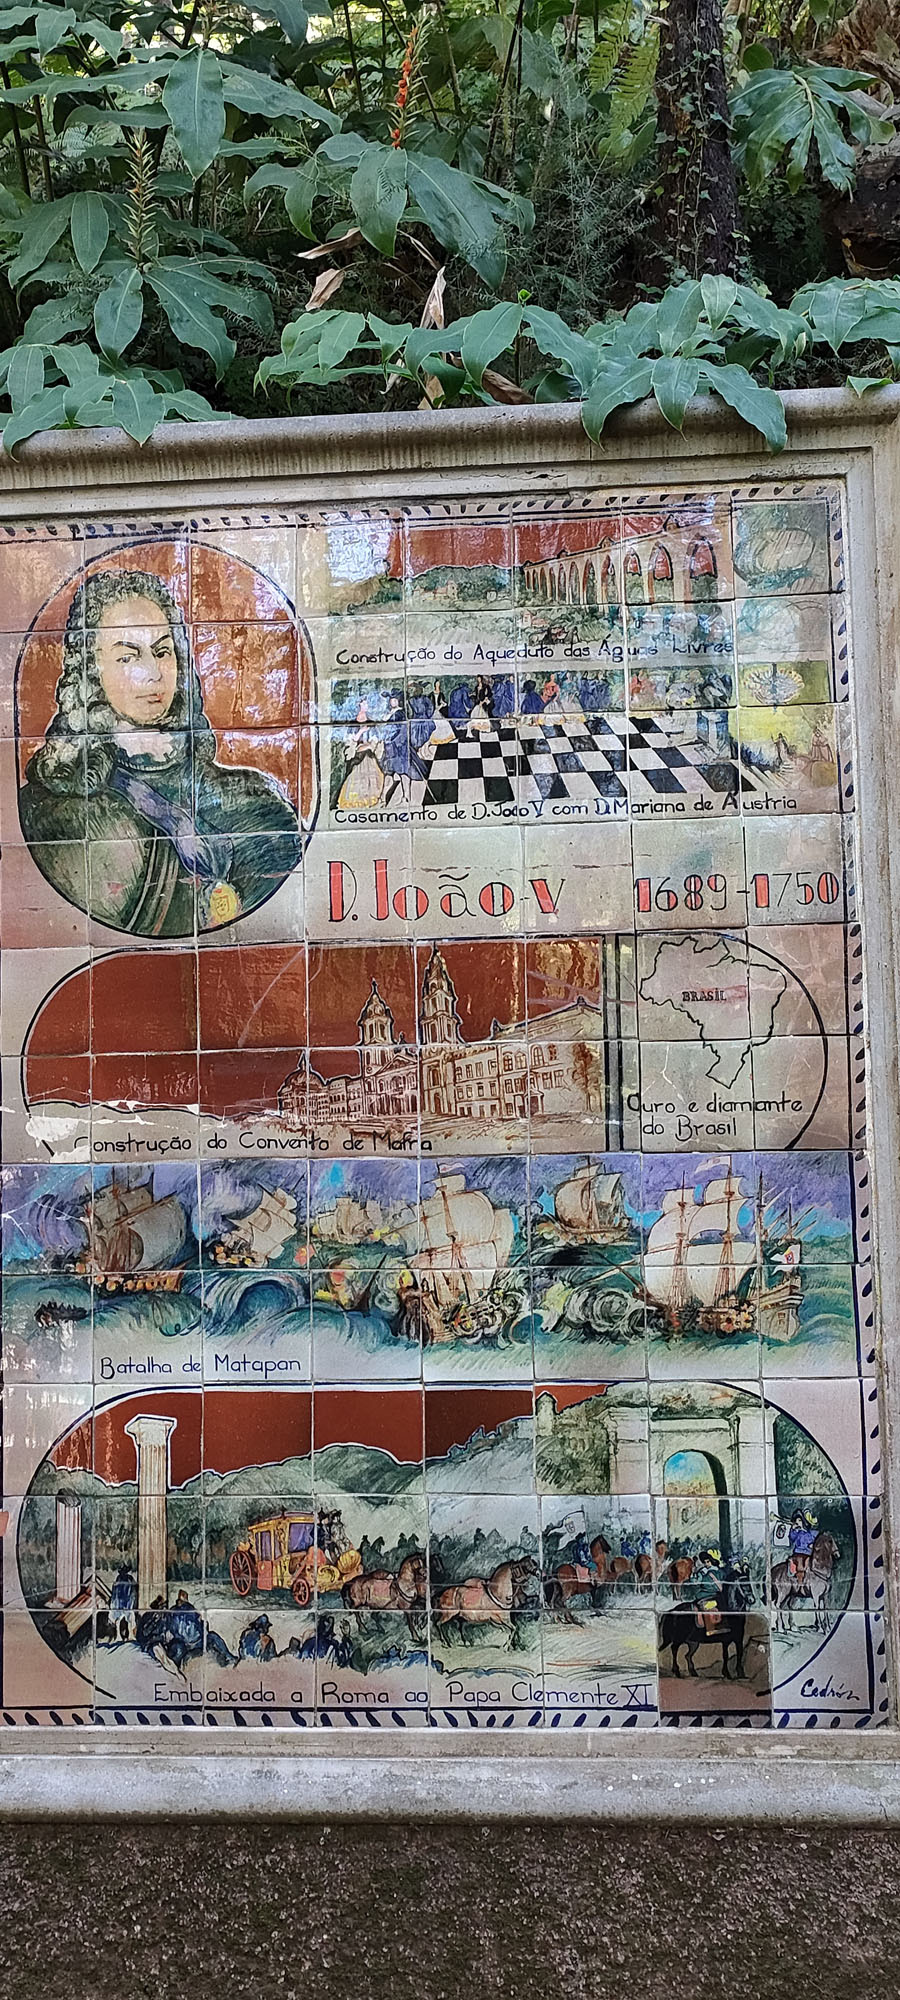 Construção do Aqueduto das Águas Livres
Casamento de D. João V com D. Mariana de Austria
D. João V 1689-1750
BRASIL
Ouro e diamante
do Brasil
Construção do Convento de Mafra
Batalha de Matapan
Embaixada a Roma ao Papa Clemente XI